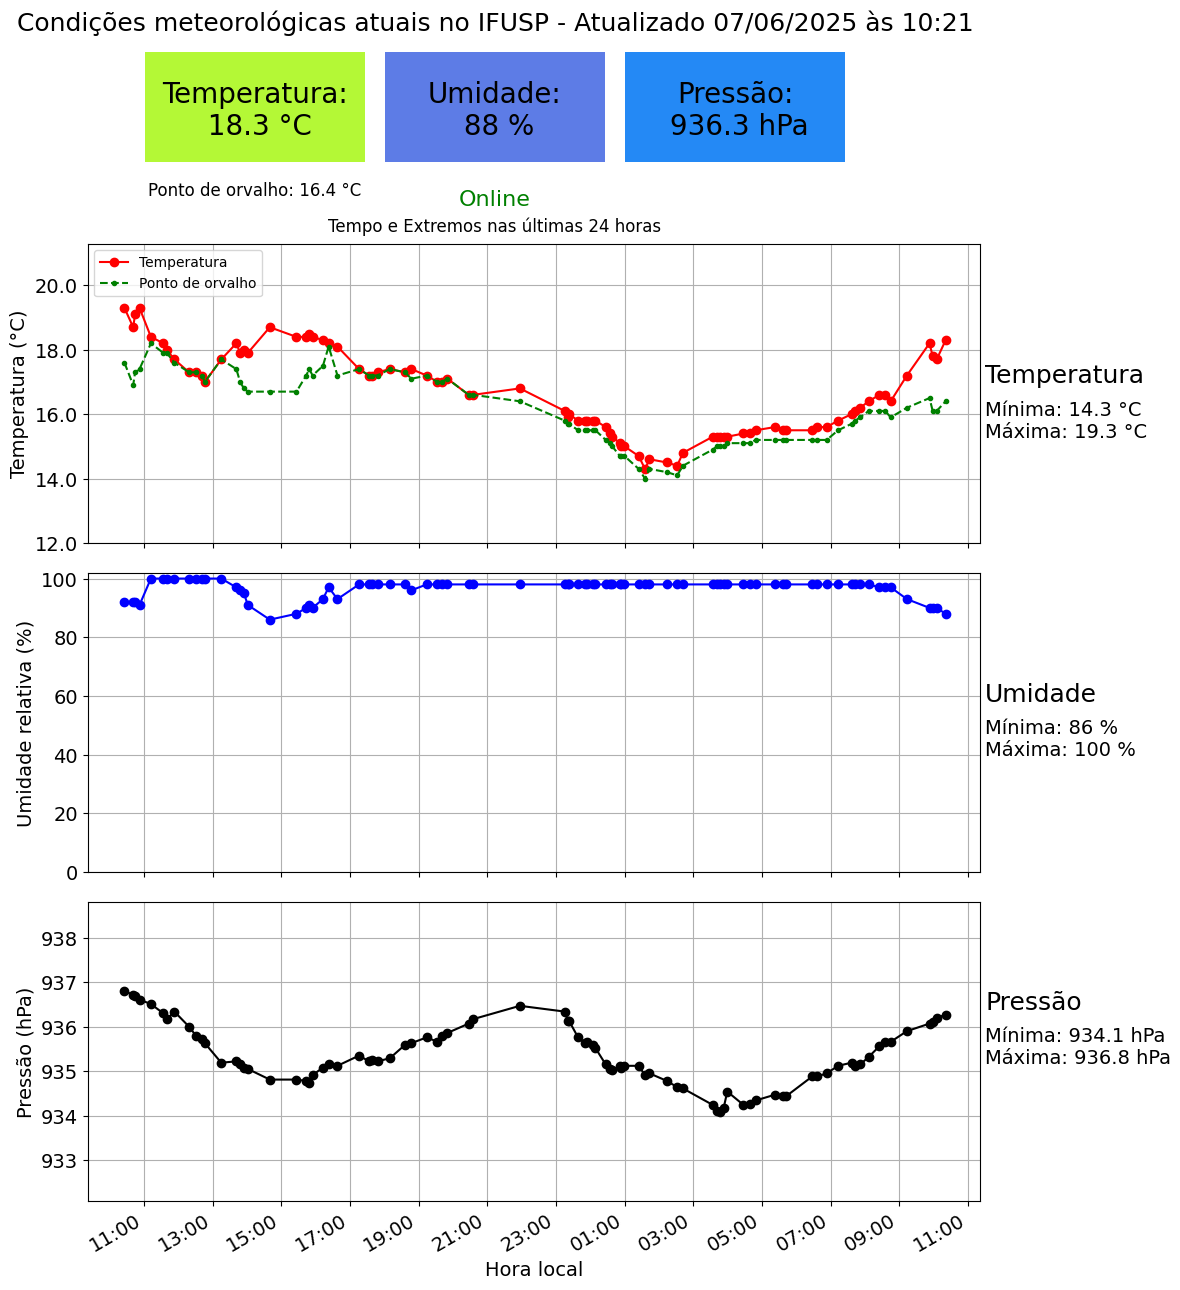 Condições meteorológicas atuais no IFUSP - Atualizado 07/06/2025 às 10:21
Temperatura:
18.3 °C
Umidade:
88 %
Pressão:
936.3 hPa
Ponto de orvalho: 16.4 °C
Online
Tempo e Extremos nas últimas 24 horas
Temperatura
Ponto de orvalho
Temperatura (°C)
20.0
18.0
16.0
14.0
12.0
Temperatura
Mínima: 14.3 °C
Máxima: 19.3 °C
Umidade relativa (%)
100
80
60
40
20
0
Umidade
Mínima: 86 %
Máxima: 100 %
Pressão (hPa)
938
937
936
935
934
933
Pressão
Mínima: 934.1 hPa
Máxima: 936.8 hPa
11:00
13:00
15:00
17:00
19:00
21:00
23:00
01:00
03:00
05:00
07:00
09:00
11:00
Hora local